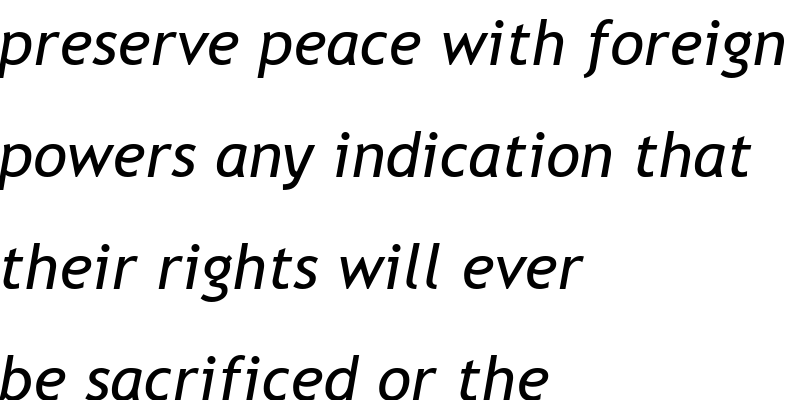 preserve peace with foreign
powers any indication that
their rights will ever
be sacrificed or the